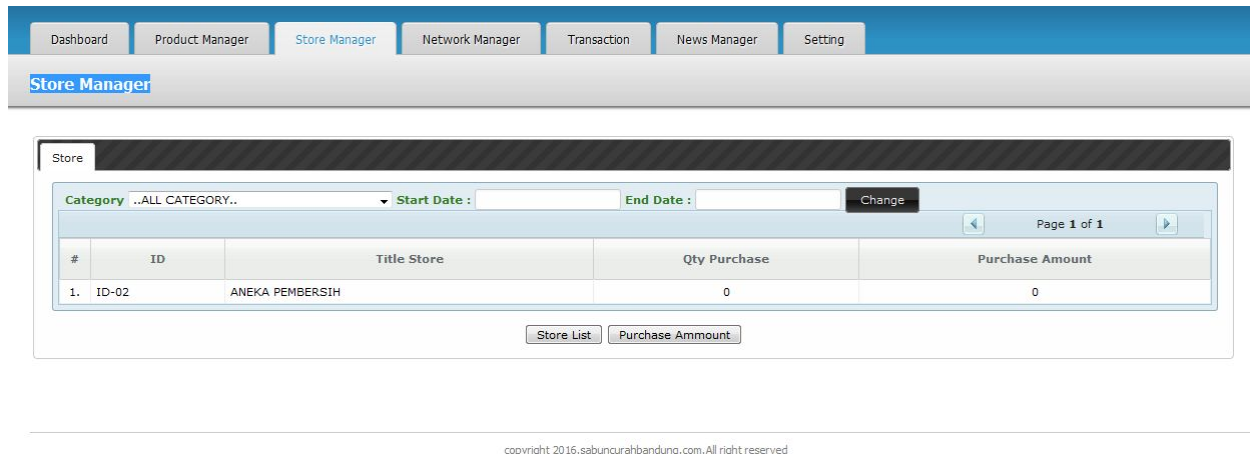 Dashboard Product Manager Store Manager Network Manager Transaction News Manager Setting
Store Manager
Store
Category ..ALL CATEGORY.. Start Date : End Date : Change
Page 1 of 1
# ID Title Store Qty Purchase Purchase Amount
1. ID-02 ANEKA PEMBERSIH 0 0
Store List Purchase Ammount
copyright 2016.sabuncurahbandung.com.All right reserved